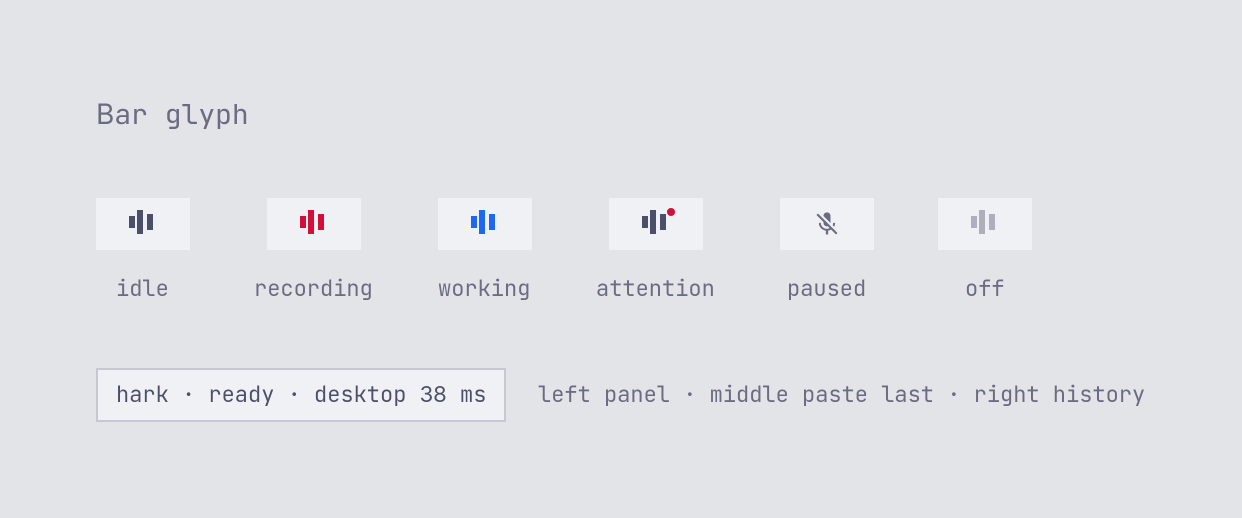 Bar glyph
idle recording working attention paused off
hark · ready · desktop 38 ms left panel · middle paste last · right history